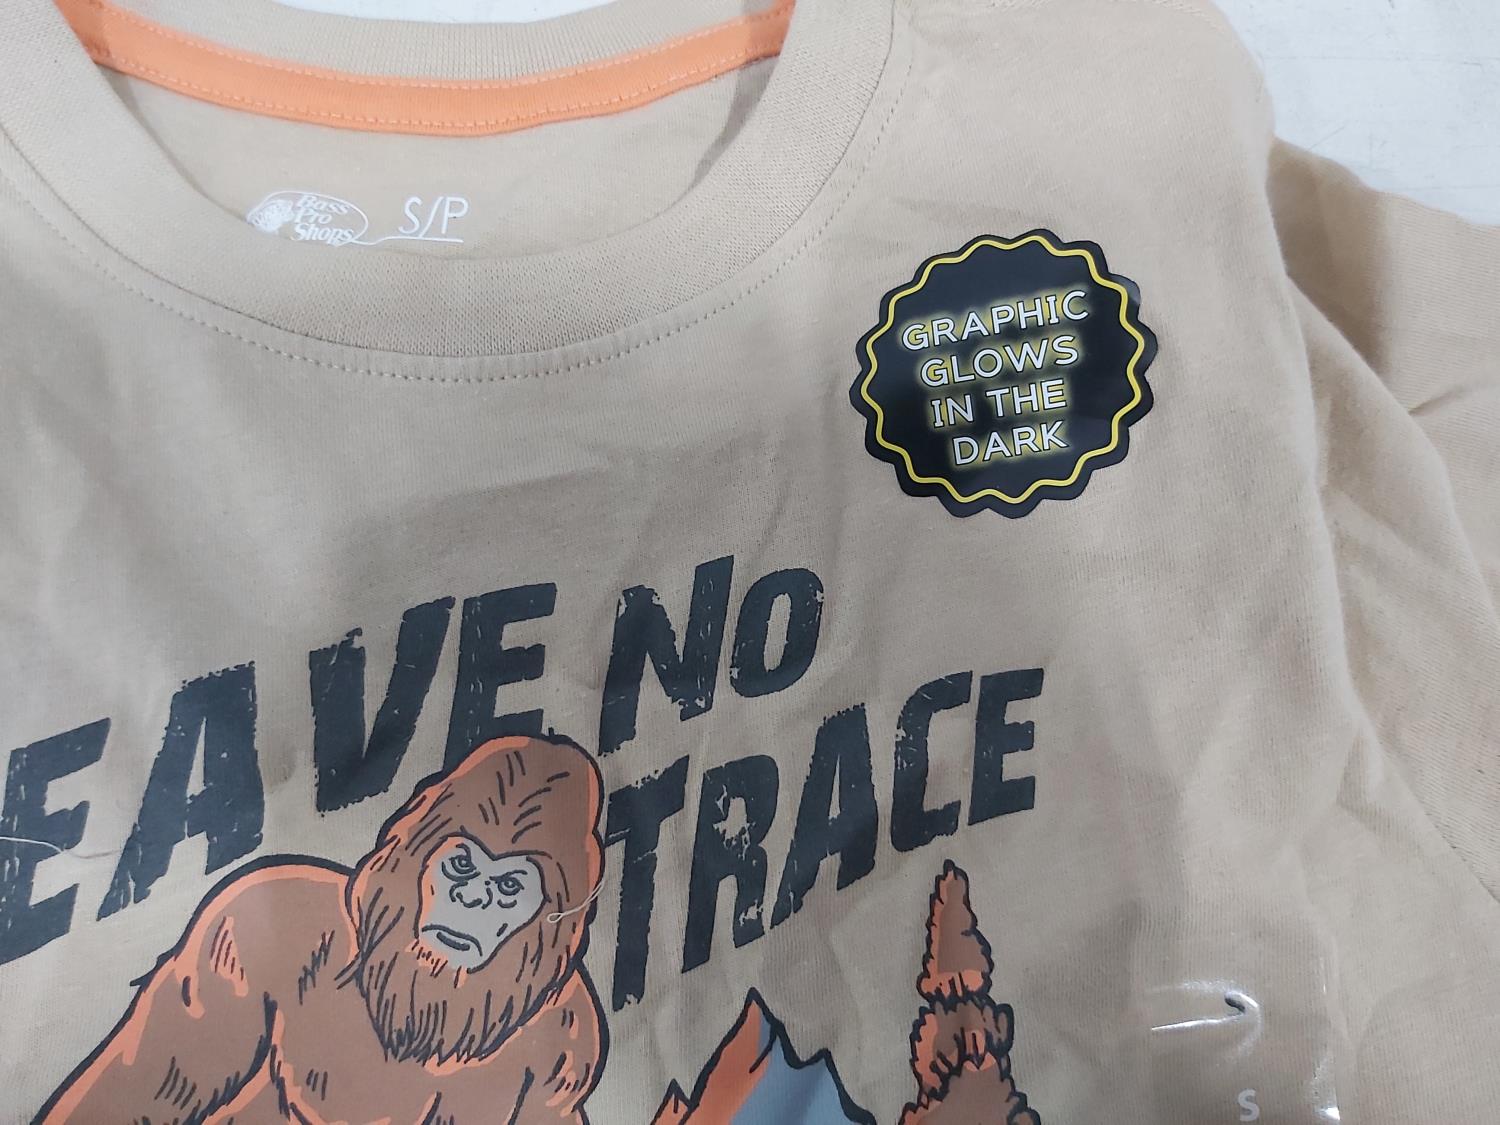 Bass
Pro
Shops
S/P
GRAPHIC
GLOWS
IN THE
DARK
EAVE NO
TRACE
S